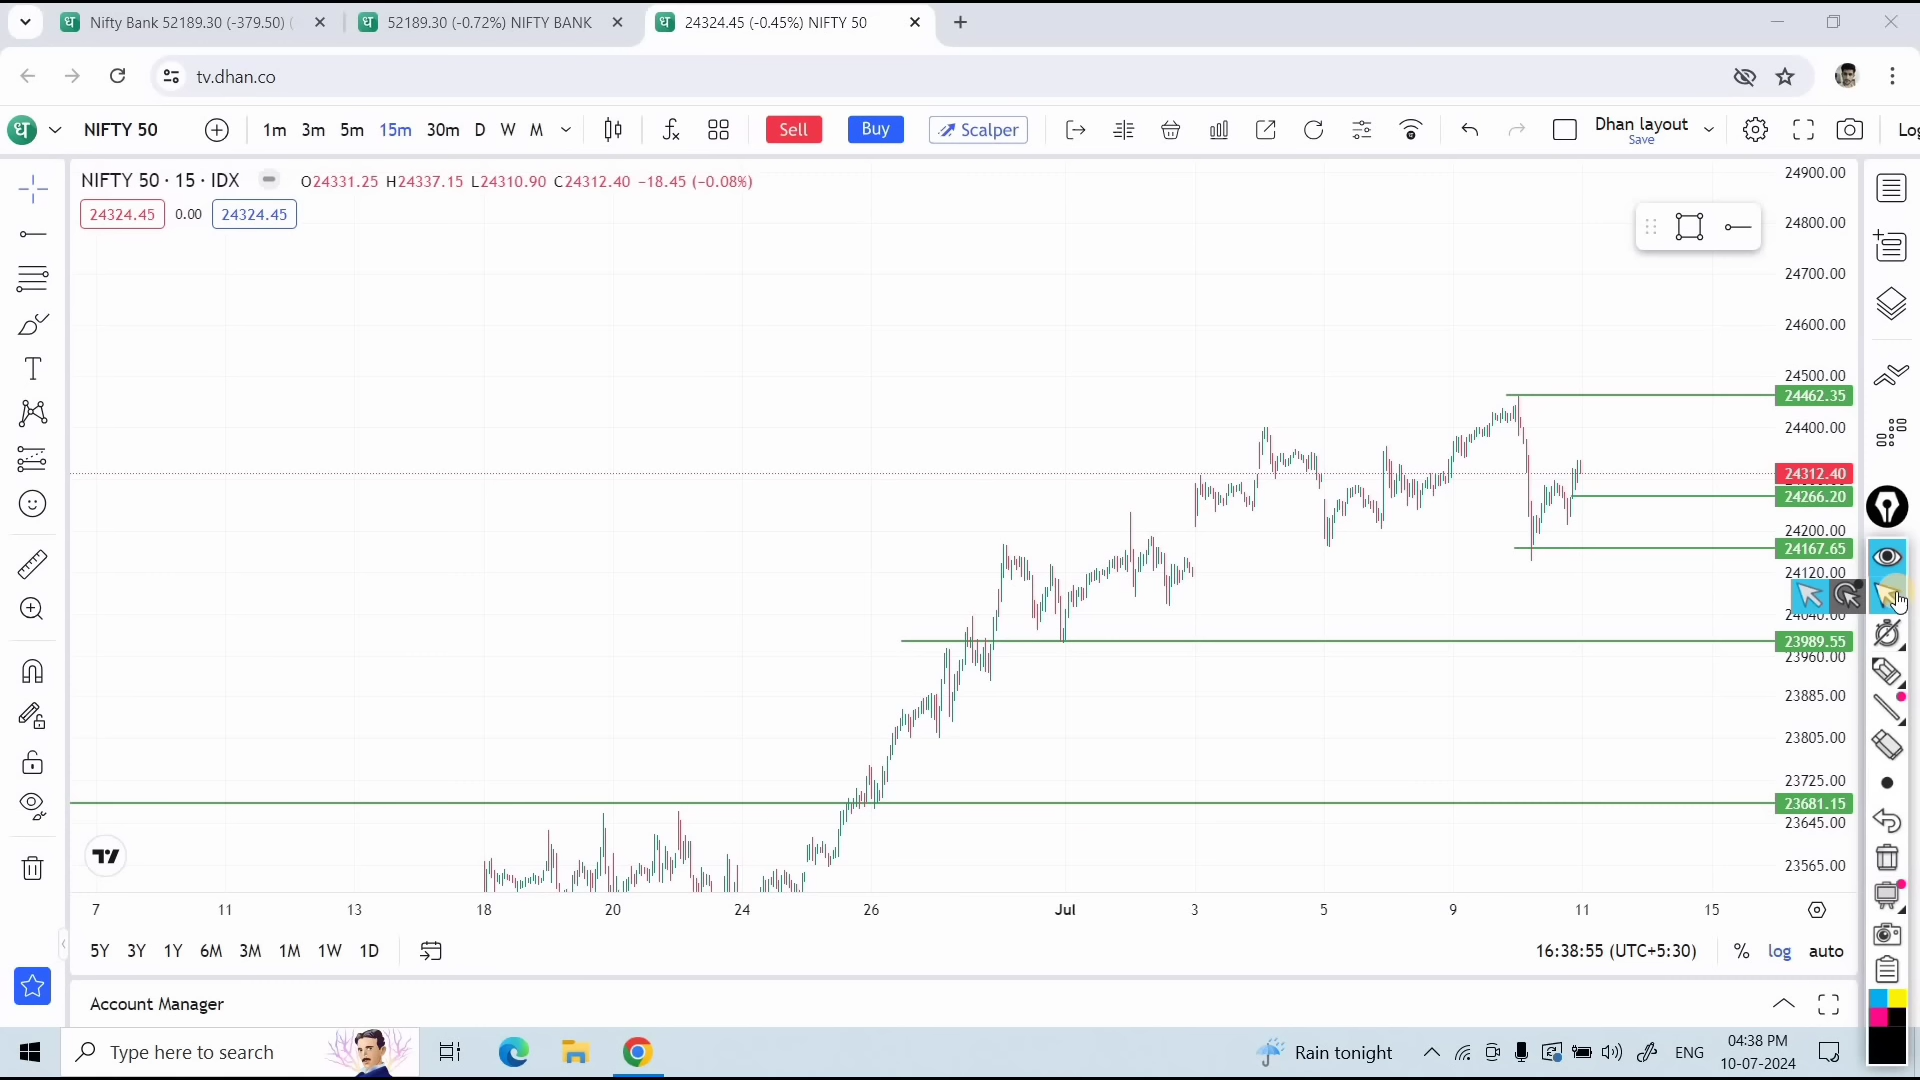 Nifty Bank 52189.30 (-379.50) (
52189.30 (-0.72%) NIFTY BANK
24324.45 (-0.45%) NIFTY 50
tv.dhan.co
ध
NIFTY 50
1m 3m 5m 15m 30m D W M
Sell
Buy
Scalper
Dhan layout
Save
Log
NIFTY 50 · 15 · IDX
O24331.25 H24337.15 L24310.90 C24312.40 −18.45 (−0.08%)
24324.45 0.00 24324.45
24900.00
24800.00
24700.00
24600.00
24500.00
24462.35
24400.00
24312.40
24266.20
24200.00
24167.65
24120.00
24040.00
23989.55
23960.00
23885.00
23805.00
23725.00
23681.15
23645.00
23565.00
7 11 13 18 20 24 26 Jul 3 5 9 11 15
5Y 3Y 1Y 6M 3M 1M 1W 1D
16:38:55 (UTC+5:30) % log auto
Account Manager
Type here to search
Rain tonight
ENG
04:38 PM
10-07-2024